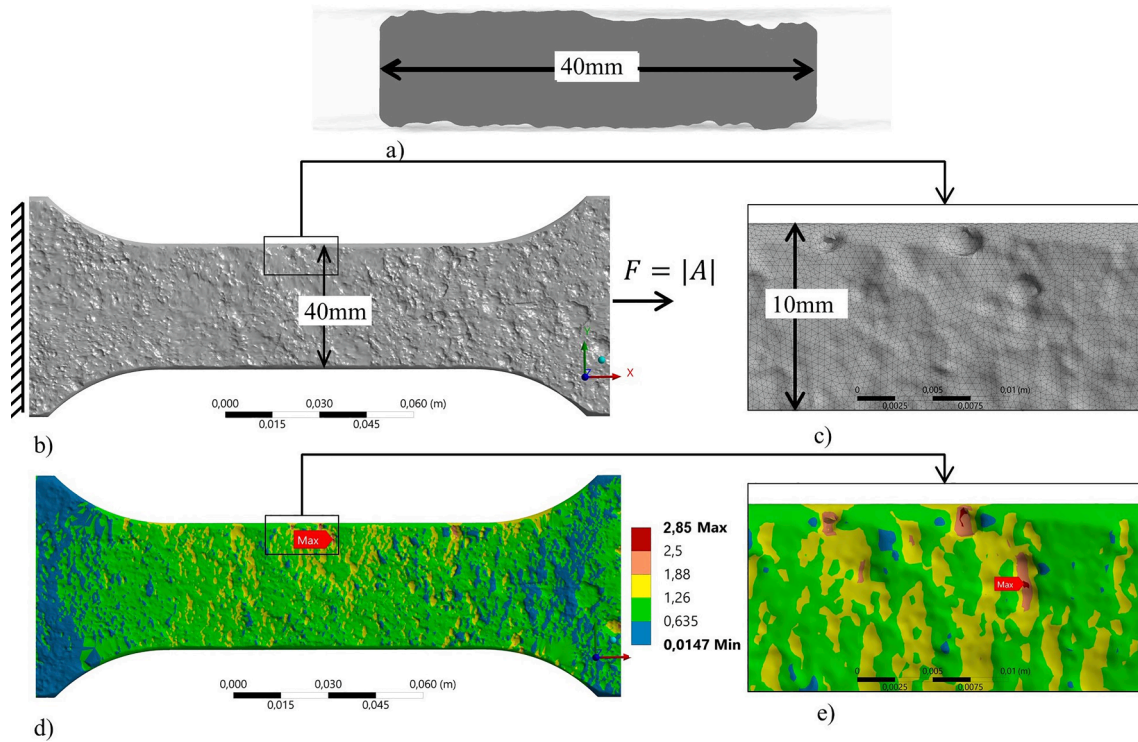 40mm
a)
40mm
F = |A|
Y
X
Z
0,000 0,030 0,060 (m)
0,015 0,045
b)
10mm
0,000 0,005 0,01 (m)
0,0025 0,0075
c)
Max
2,85 Max
2,5
1,88
1,26
0,635
0,0147 Min
Z
0,000 0,030 0,060 (m)
0,015 0,045
d)
Max
0 0,005 0,01 (m)
0,0025 0,0075
e)